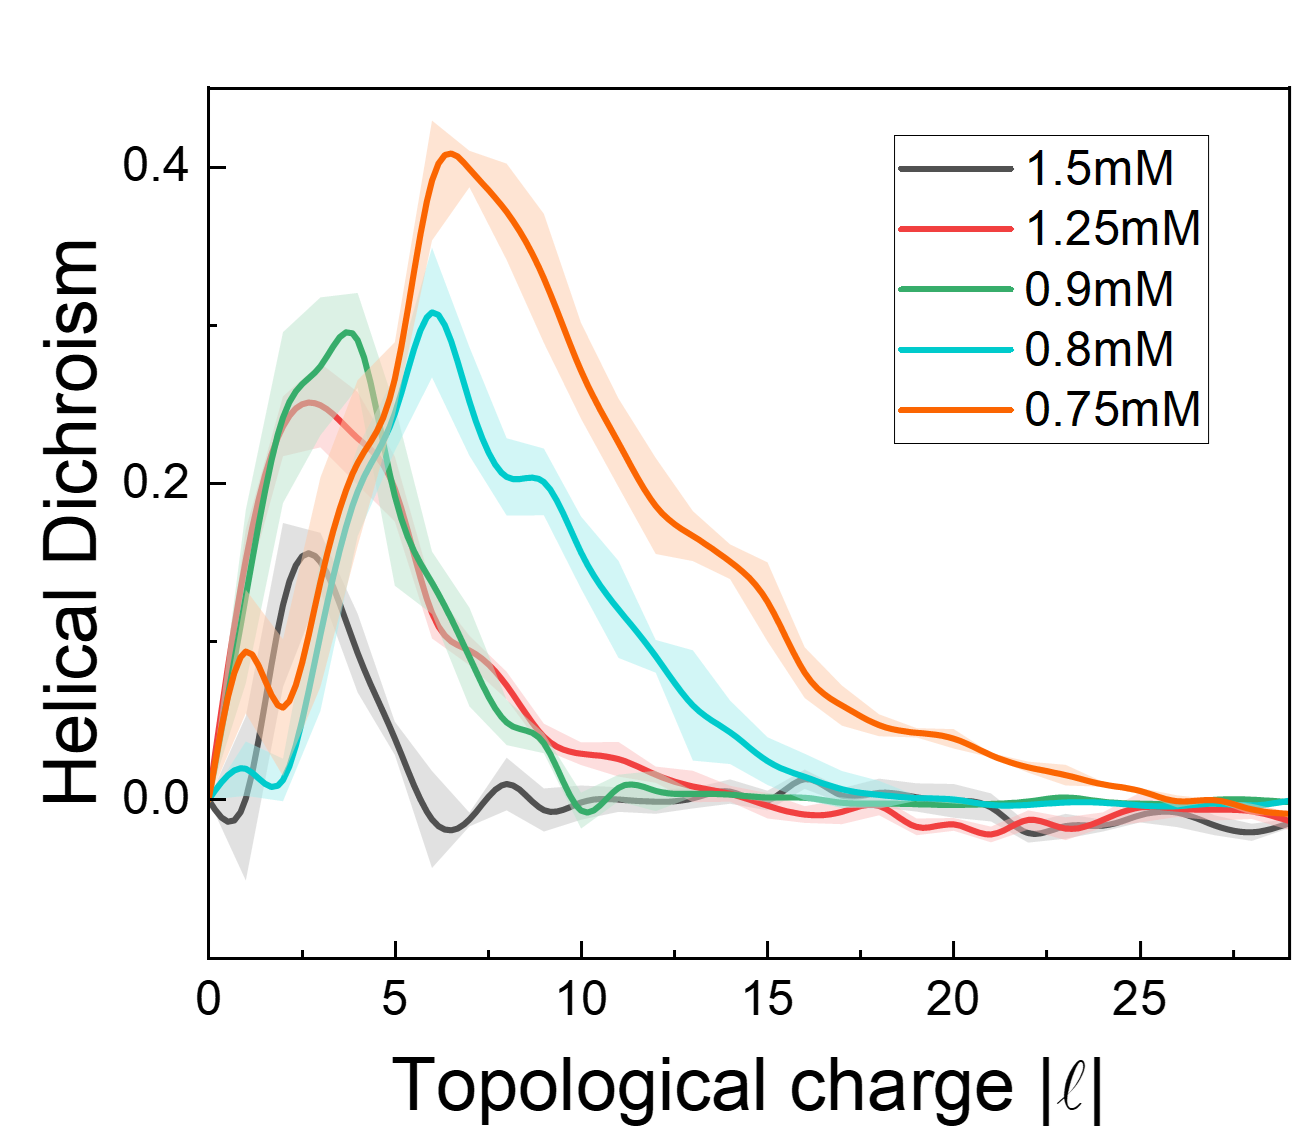 Helical Dichroism
0.4
0.2
0.0
1.5mM
1.25mM
0.9mM
0.8mM
0.75mM
0 5 10 15 20 25
Topological charge |ℓ|